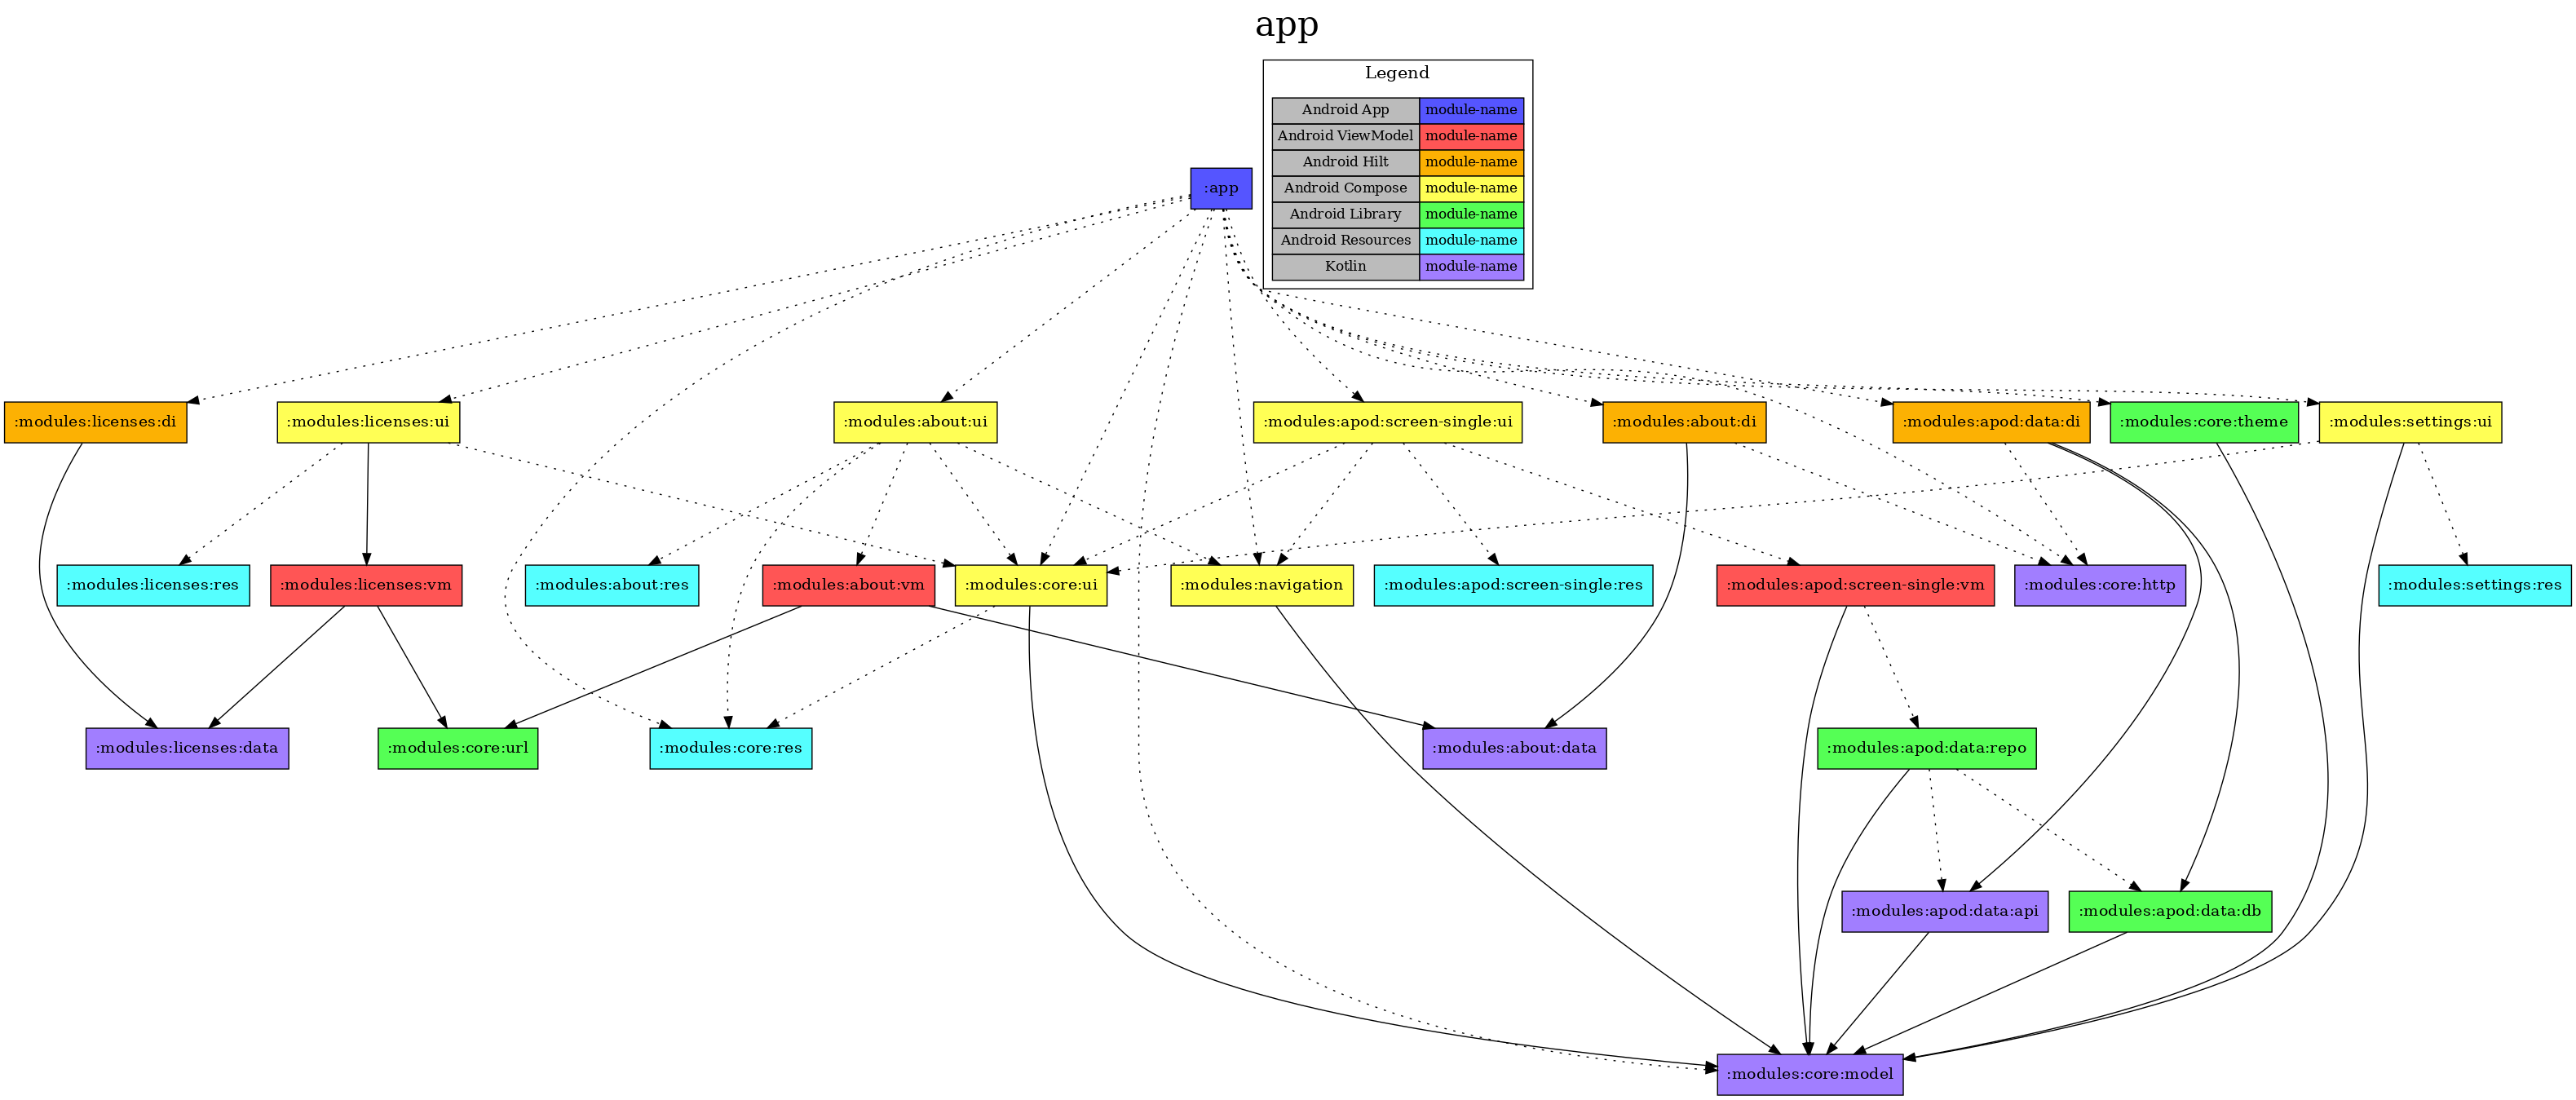 app
Legend
Android App module-name
Android ViewModel module-name
Android Hilt module-name
Android Compose module-name
Android Library module-name
Android Resources module-name
Kotlin module-name
:app
:modules:licenses:di
:modules:licenses:ui
:modules:about:ui
:modules:apod:screen-single:ui
:modules:about:di
:modules:apod:data:di
:modules:core:theme
:modules:settings:ui
:modules:licenses:res
:modules:licenses:vm
:modules:about:res
:modules:about:vm
:modules:core:ui
:modules:navigation
:modules:apod:screen-single:res
:modules:apod:screen-single:vm
:modules:core:http
:modules:settings:res
:modules:licenses:data
:modules:core:url
:modules:core:res
:modules:about:data
:modules:apod:data:repo
:modules:apod:data:api
:modules:apod:data:db
:modules:core:model